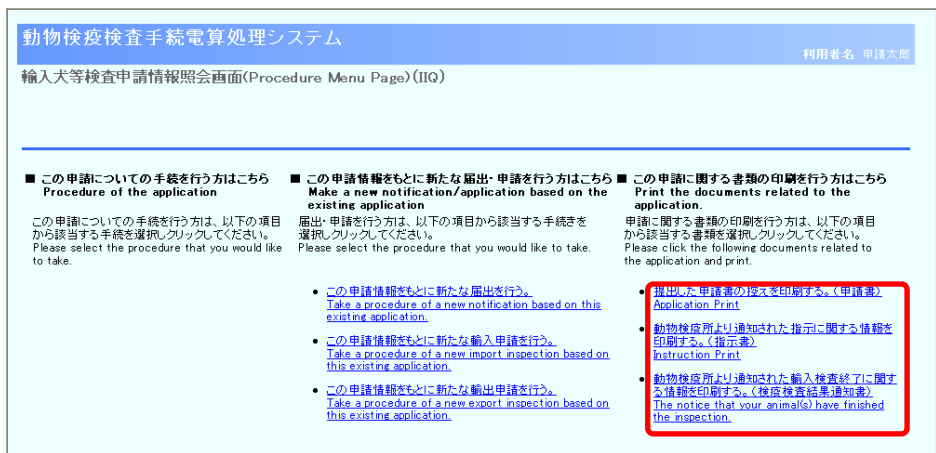 動物検疫検査手続電算処理システム
利用者名 申請太郎
輸入犬等検査申請情報照会画面(Procedure Menu Page)(IIQ)
■ この申請についての手続を行う方はこちら
Procedure of the application
この申請についての手続を行う方は、以下の項目
から該当する手続を選択しクリックしてください。
Please select the procedure that you would like
to take.
■ この申請情報をもとに新たな届出・申請を行う方はこちら
Make a new notification/application based on the
existing application
届出・申請を行う方は、以下の項目から該当する手続きを
選択しクリックしてください。
Please select the procedure that you would like to take.
• この申請情報をもとに新たな届出を行う。
Take a procedure of a new notification based on this
existing application.
• この申請情報をもとに新たな輸入申請を行う。
Take a procedure of a new import inspection based on
this existing application.
• この申請情報をもとに新たな輸出申請を行う。
Take a procedure of a new export inspection based on
this existing application.
■ この申請に関する書類の印刷を行う方はこちら
Print the documents related to the
application.
申請に関する書類の印刷を行う方は、以下の項目
から該当する書類を選択しクリックしてください。
Please click the following documents related to
the application and print.
• 提出した申請書の控えを印刷する。(申請書)
Application Print
• 動物検疫所より通知された指示に関する情報を
印刷する。(指示書)
Instruction Print
• 動物検疫所より通知された輸入検査終了に関す
る情報を印刷する。(検疫検査結果通知書)
The notice that your animal(s) have finished
the inspection.